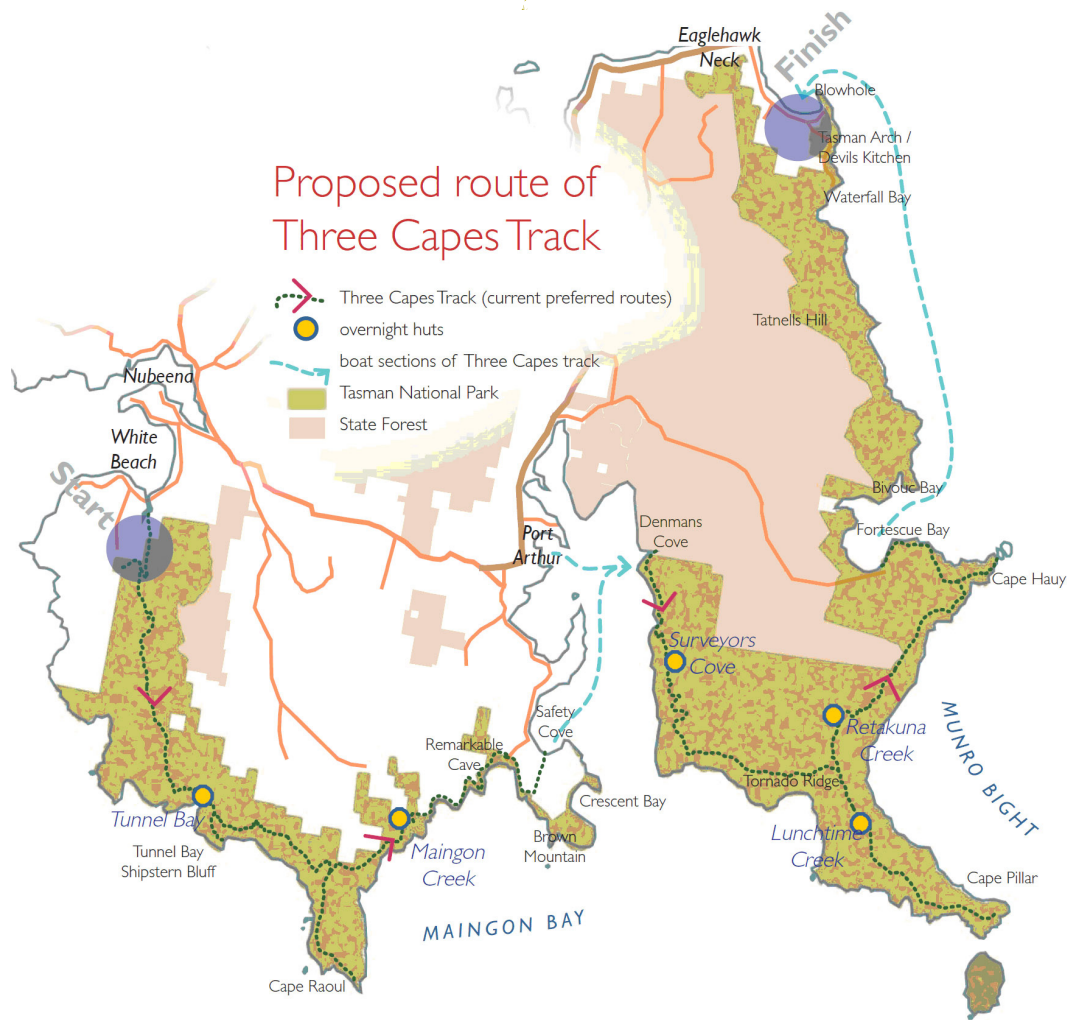 Eaglehawk
Neck
Finish
Blowhole
Tasman Arch /
Devils Kitchen
Waterfall Bay
Proposed route of
Three Capes Track
Three Capes Track (current preferred routes)
overnight huts
boat sections of Three Capes track
Tasman National Park
State Forest
Tatnells Hill
Nubeena
White
Beach
Start
Bivouc Bay
Fortescue Bay
Cape Hauy
Denmans
Cove
Port
Arthur
Surveyors
Cove
Retakuna
Creek
MUNRO BIGHT
Safety
Cove
Remarkable
Cave
Tornado Ridge
Crescent Bay
Tunnel Bay
Tunnel Bay
Shipstern Bluff
Maingon
Creek
Brown
Mountain
Lunchtime
Creek
Cape Pillar
MAINGON BAY
Cape Raoul